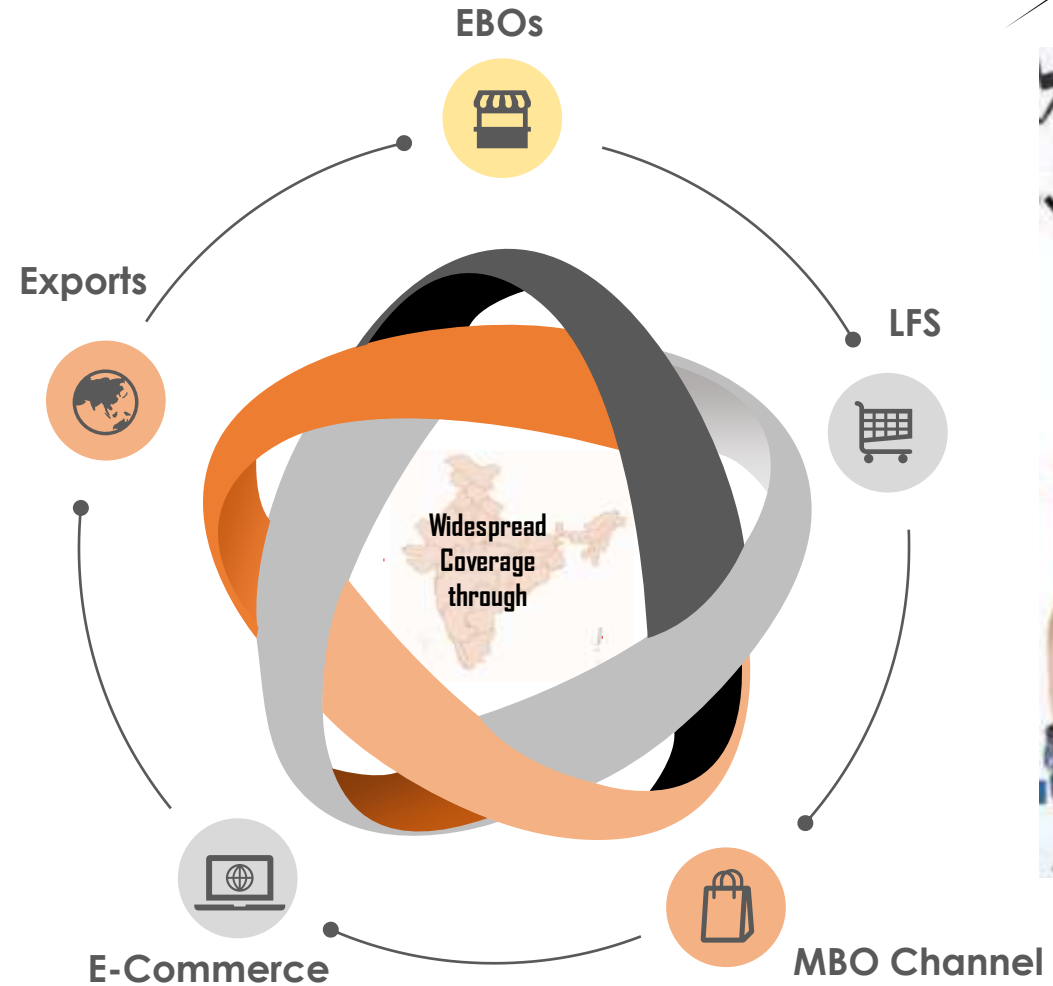 EBOs
Exports
LFS
Widespread
Coverage
through
E-Commerce
MBO Channel